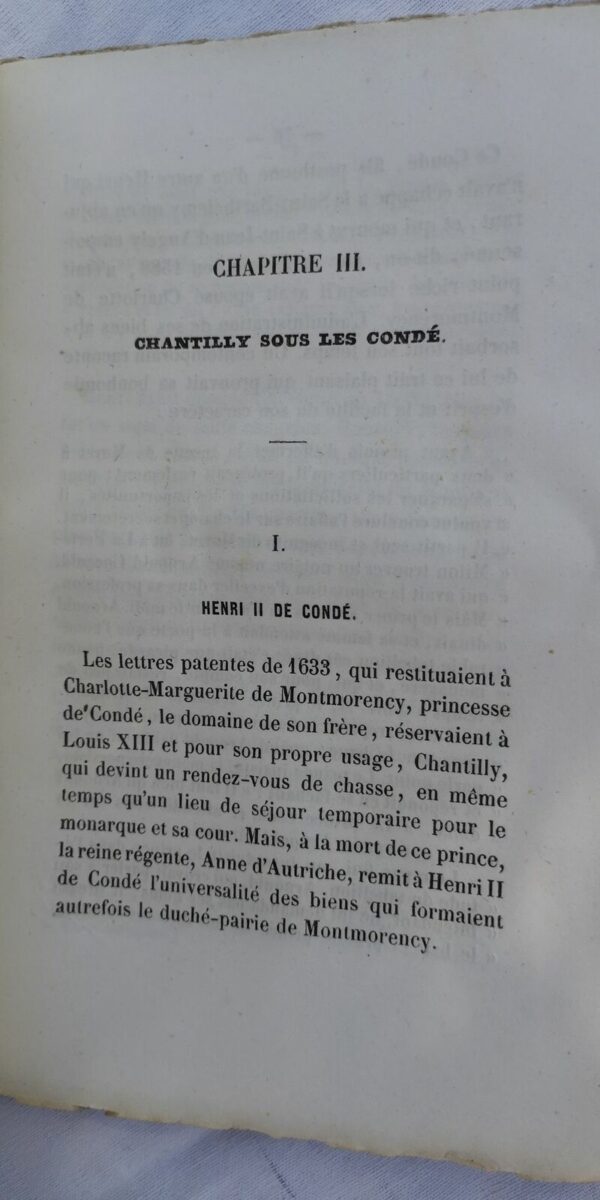 CHAPITRE III.
CHANTILLY SOUS LES CONDÉ.
I.
HENRI II DE CONDÉ.
Les lettres patentes de 1633, qui restituaient à
Charlotte-Marguerite de Montmorency, princesse
de Condé, le domaine de son frère, réservaient à
Louis XIII et pour son propre usage, Chantilly,
qui devint un rendez-vous de chasse, en même
temps qu'un lieu de séjour temporaire pour le
monarque et sa cour. Mais, à la mort de ce prince,
la reine régente, Anne d'Autriche, remit à Henri II
de Condé l'universalité des biens qui formaient
autrefois le duché-pairie de Montmorency.